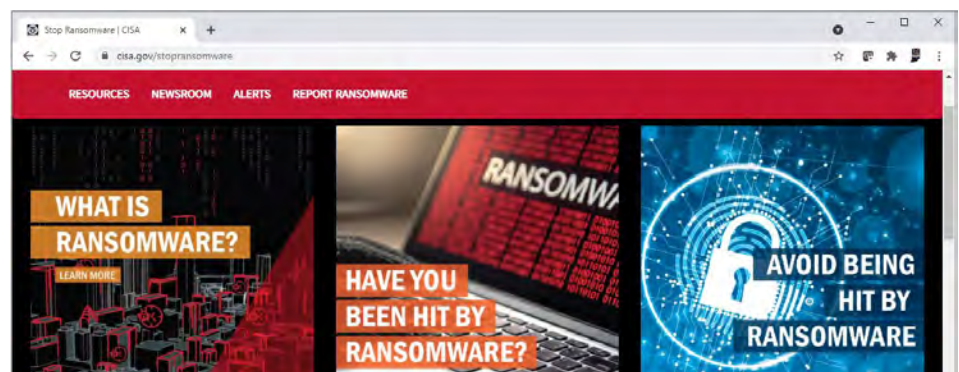 Stop Ransomware | CISA
cisa.gov/stopransomware
RESOURCES NEWSROOM ALERTS REPORT RANSOMWARE
WHAT IS
RANSOMWARE?
LEARN MORE
RANSOMWA
HAVE YOU
BEEN HIT BY
RANSOMWARE?
AVOID BEING
HIT BY
RANSOMWARE